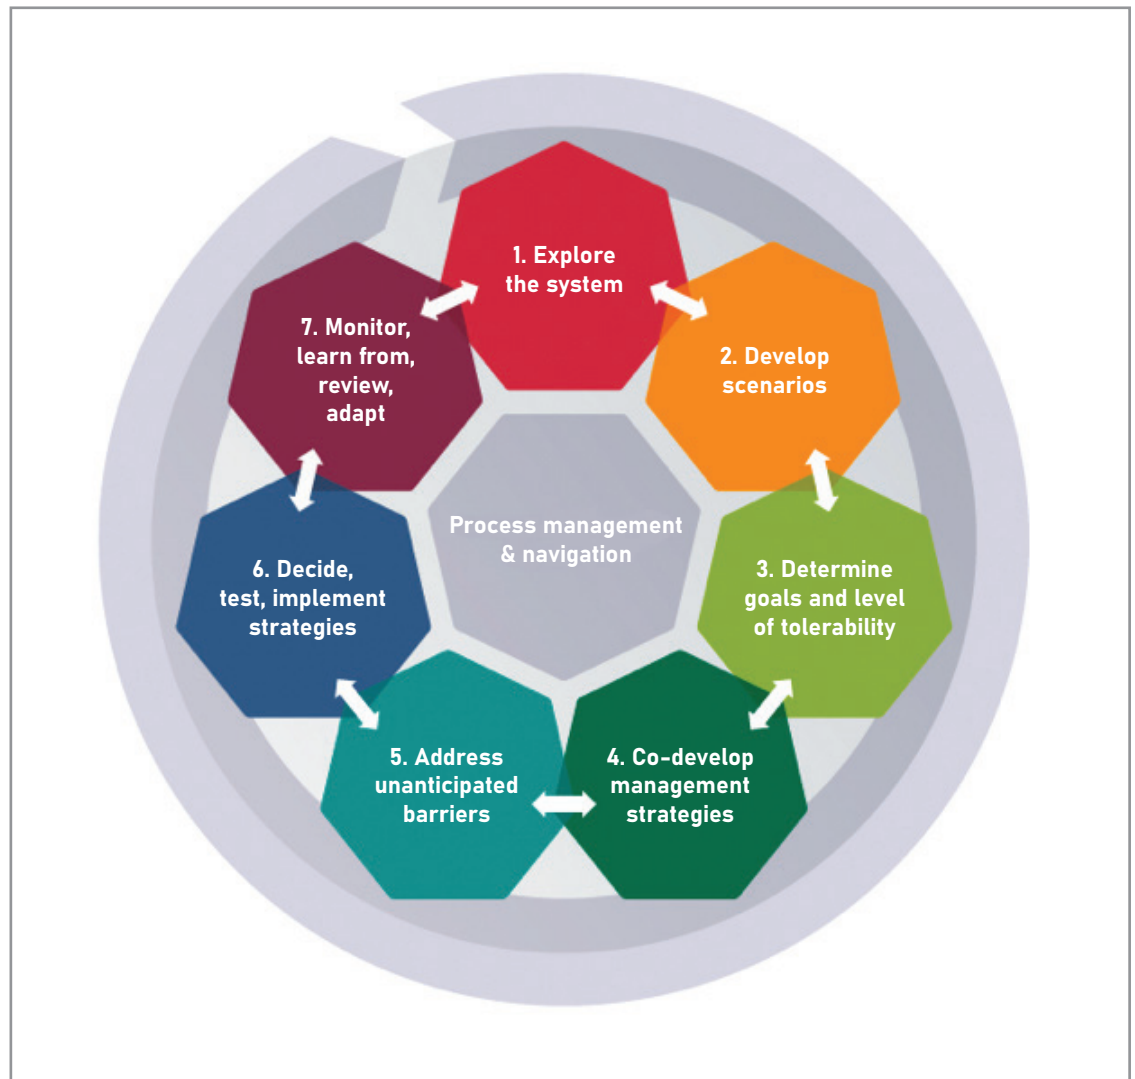 1. Explore
the system
2. Develop
scenarios
3. Determine
goals and level
of tolerability
4. Co-develop
management
strategies
5. Address
unanticipated
barriers
6. Decide,
test, implement
strategies
7. Monitor,
learn from,
review,
adapt
Process management
& navigation